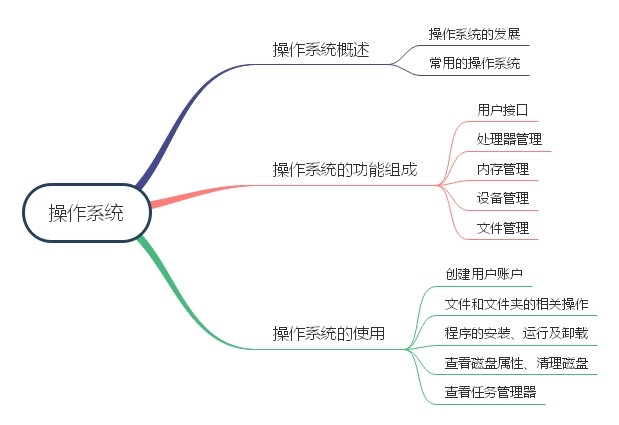 操作系统
操作系统概述
操作系统的发展
常用的操作系统
操作系统的功能组成
用户接口
处理器管理
内存管理
设备管理
文件管理
操作系统的使用
创建用户账户
文件和文件夹的相关操作
程序的安装、运行及卸载
查看磁盘属性、清理磁盘
查看任务管理器